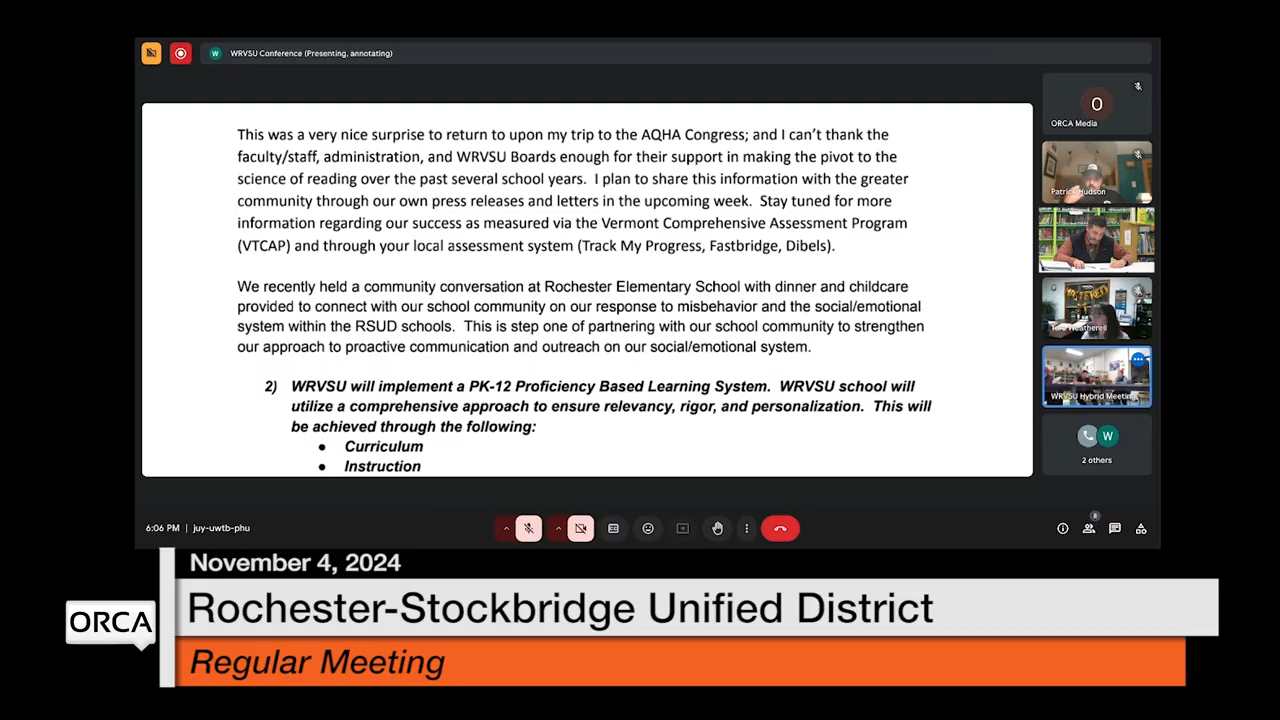 W WRVSU Conference (Presenting, annotating)
This was a very nice surprise to return to upon my trip to the AQHA Congress; and I can't thank the
faculty/staff, administration, and WRVSU Boards enough for their support in making the pivot to the
science of reading over the past several school years.  I plan to share this information with the greater
community through our own press releases and letters in the upcoming week.  Stay tuned for more
information regarding our success as measured via the Vermont Comprehensive Assessment Program
(VTCAP) and through your local assessment system (Track My Progress, Fastbridge, Dibels).
We recently held a community conversation at Rochester Elementary School with dinner and childcare
provided to connect with our school community on our response to misbehavior and the social/emotional
system within the RSUD schools.  This is step one of partnering with our school community to strengthen
our approach to proactive communication and outreach on our social/emotional system.
2) WRVSU will implement a PK-12 Proficiency Based Learning System.  WRVSU school will
utilize a comprehensive approach to ensure relevancy, rigor, and personalization.  This will
be achieved through the following:
• Curriculum
• Instruction
O
ORCA Media
Patrick Hudson
Weatherell
WRVSU Hybrid Meeting
W
2 others
6:06 PM | juy-uwtb-phu
8
November 4, 2024
ORCA
Rochester-Stockbridge Unified District
Regular Meeting